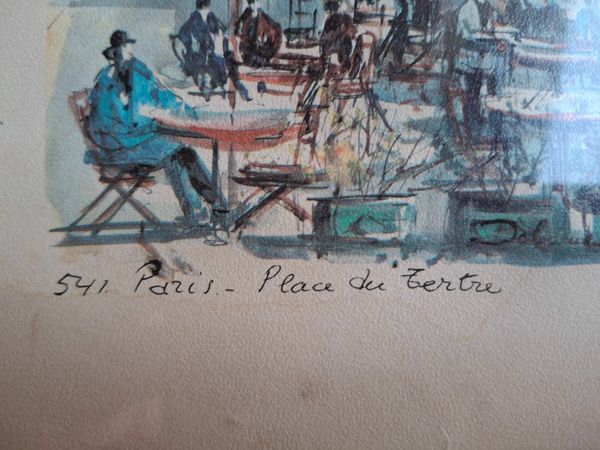 541. Paris. - Place du Tertre